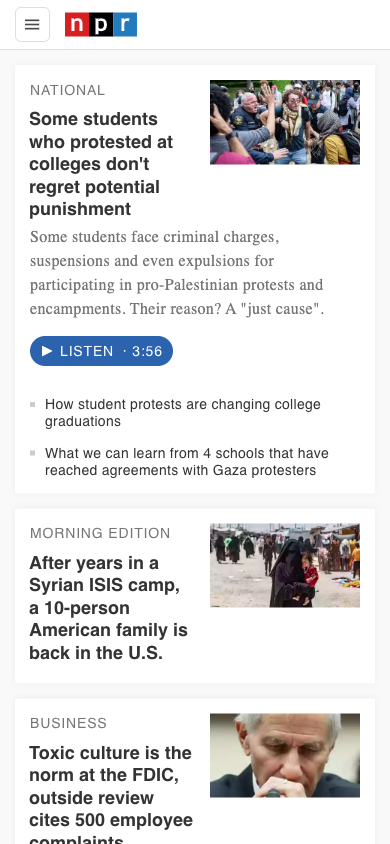 npr
NATIONAL
Some students
who protested at
colleges don't
regret potential
punishment
Some students face criminal charges,
suspensions and even expulsions for
participating in pro-Palestinian protests and
encampments. Their reason? A "just cause".
LISTEN · 3:56
How student protests are changing college
graduations
What we can learn from 4 schools that have
reached agreements with Gaza protesters
MORNING EDITION
After years in a
Syrian ISIS camp,
a 10-person
American family is
back in the U.S.
BUSINESS
Toxic culture is the
norm at the FDIC,
outside review
cites 500 employee
complaints